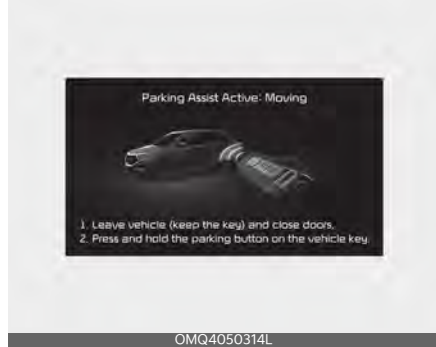 Parking Assist Active: Moving
1. Leave vehicle (keep the key) and close doors.
2. Press and hold the parking button on the vehicle key.
OMQ4050314L